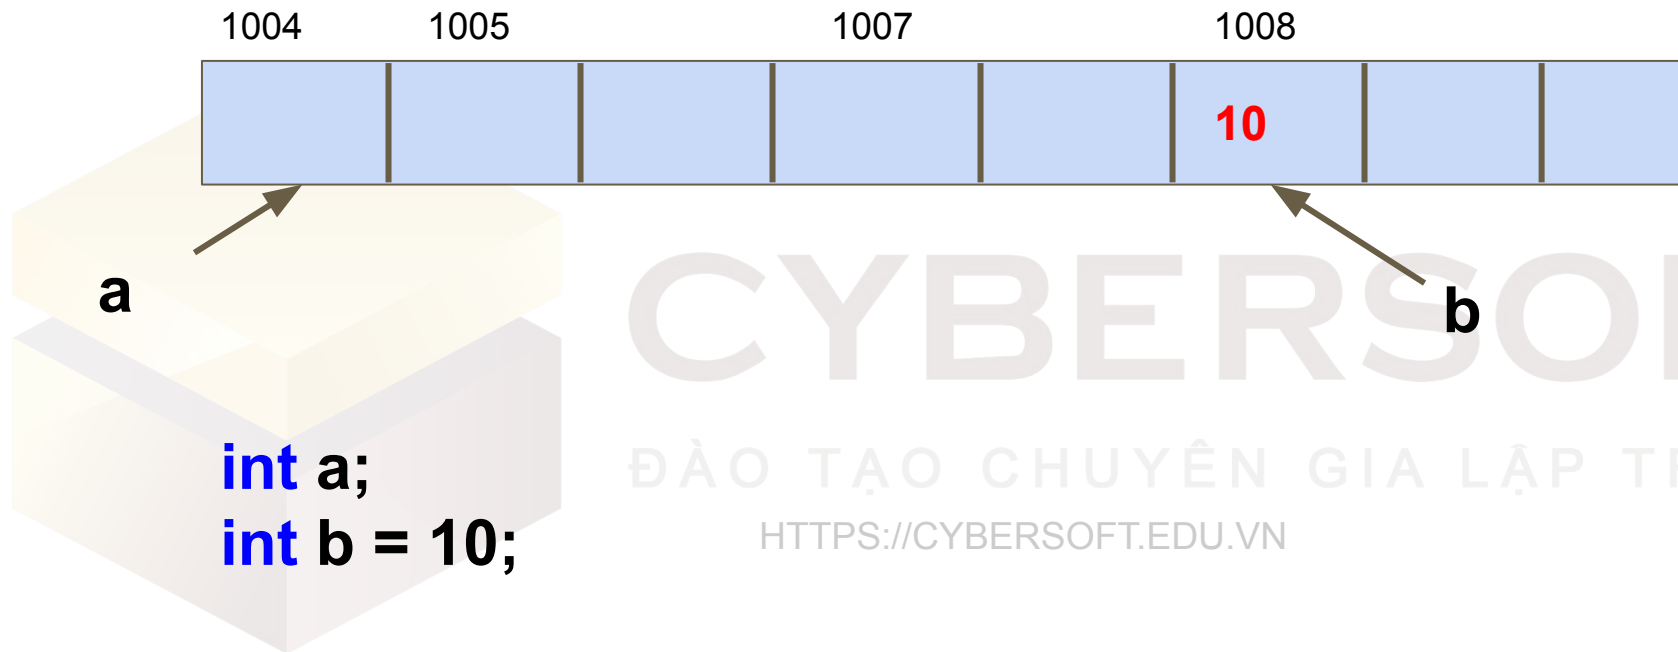 1004 1005 1007 1008
10
a
b
CYBERSO
int a;
ĐÀO TẠO CHUYÊN GIA LẬP
int b = 10;
HTTPS://CYBERSOFT.EDU.VN